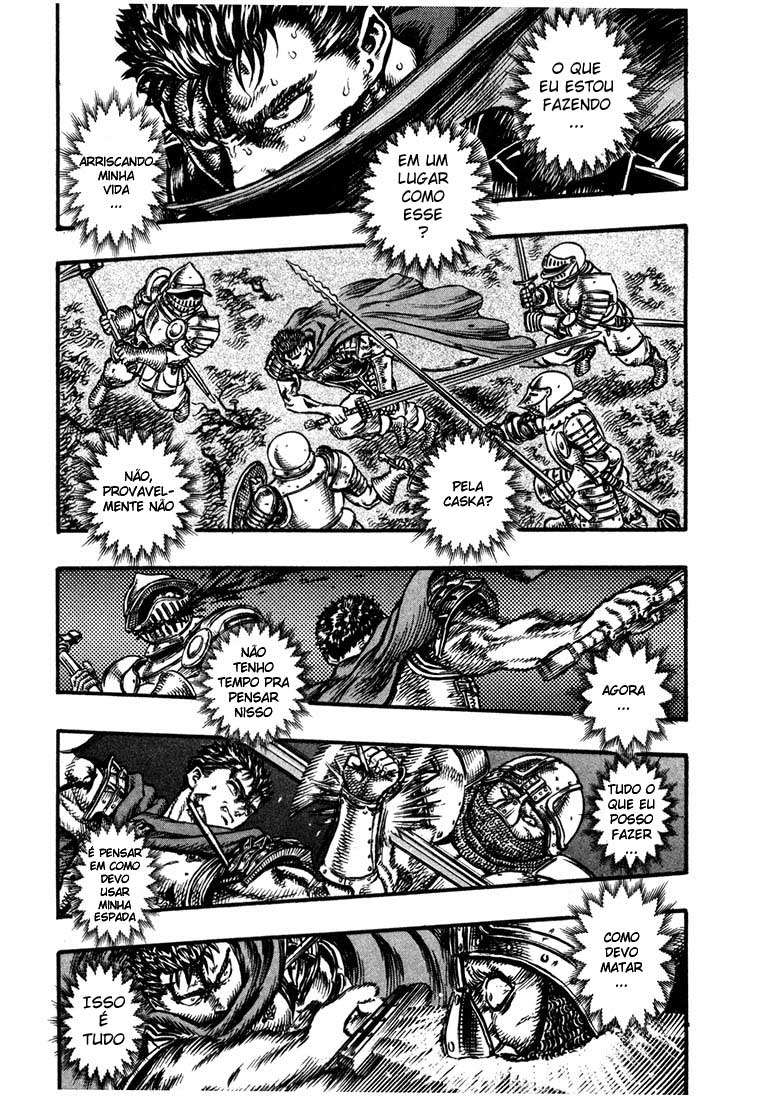 O QUE
EU ESTOU
FAZENDO
...
ARRISCANDO
MINHA
VIDA
...
EM UM
LUGAR
COMO
ESSE
?
PELA
CASKA?
NÃO,
PROVAVEL-
MENTE NÃO
AGORA
...
NÃO
TENHO
TEMPO PRA
PENSAR
NISSO
TUDO O
QUE EU
POSSO
FAZER
...
É PENSAR
EM COMO
DEVO
USAR
MINHA
ESPADA
COMO
DEVO
MATAR
...
ISSO
É
TUDO